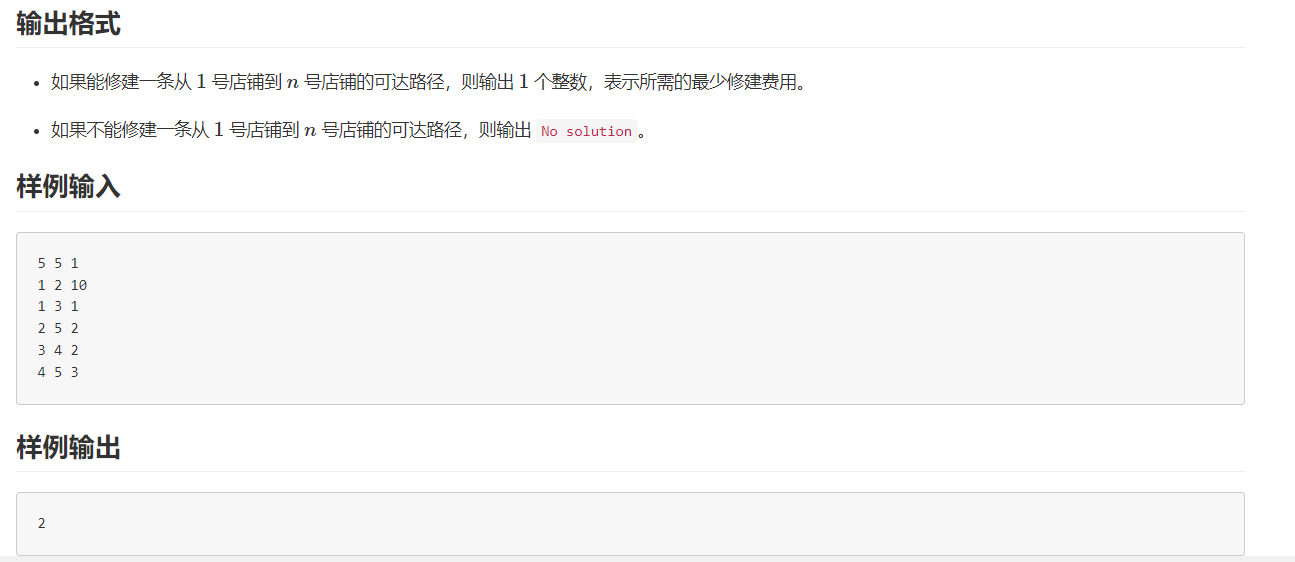 输出格式
• 如果能修建一条从 1 号店铺到 n 号店铺的可达路径，则输出 1 个整数，表示所需的最少修建费用。
• 如果不能修建一条从 1 号店铺到 n 号店铺的可达路径，则输出 No solution 。
样例输入
5 5 1
1 2 10
1 3 1
2 5 2
3 4 2
4 5 3
样例输出
2